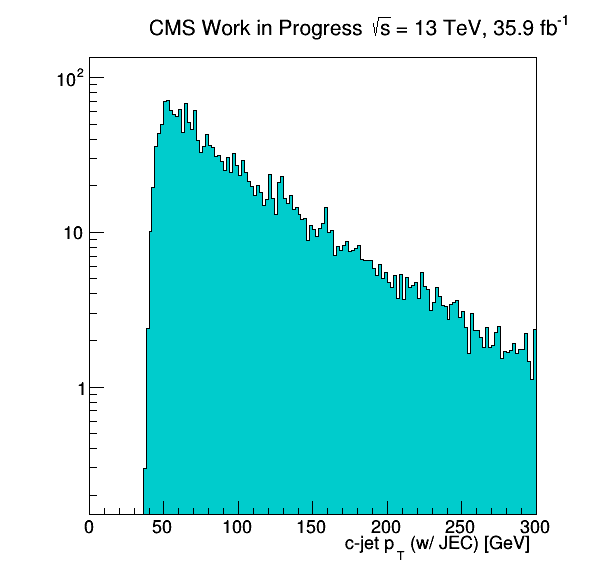 CMS Work in Progress √s = 13 TeV, 35.9 fb⁻¹
10²
10
1
0 50 100 150 200 250 300
c-jet p_T (w/ JEC) [GeV]